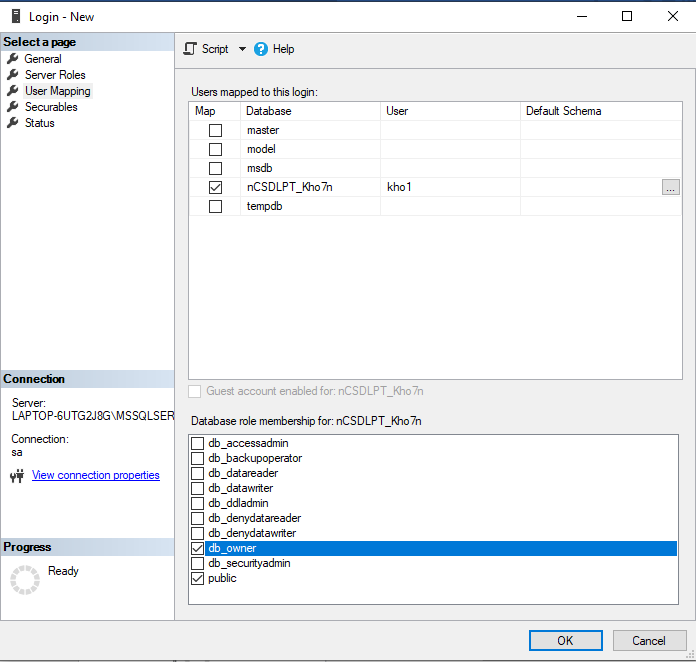 Login - New
Select a page
General
Server Roles
User Mapping
Securables
Status
Script Help
Users mapped to this login:
Map Database User Default Schema
master
model
msdb
nCSDLPT_Kho7n kho1 ...
tempdb
Guest account enabled for: nCSDLPT_Kho7n
Connection
Server:
LAPTOP-6UTG2J8G\MSSQLSER
Connection:
sa
View connection properties
Database role membership for: nCSDLPT_Kho7n
db_accessadmin
db_backupoperator
db_datareader
db_datawriter
db_ddladmin
db_denydatareader
db_denydatawriter
db_owner
db_securityadmin
public
Progress
Ready
OK Cancel